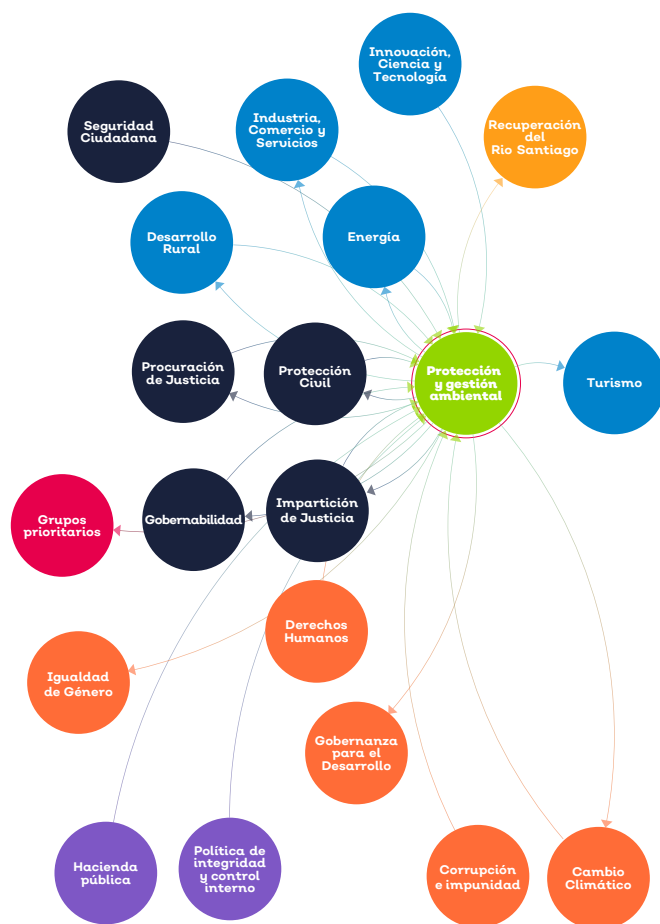 Innovación,
Ciencia y
Tecnología
Seguridad
Ciudadana
Industria,
Comercio y
Servicios
Recuperación
del
Rio Santiago
Desarrollo
Rural
Energía
Procuración
de Justicia
Protección
Civil
Protección
y gestión
ambiental
Turismo
Grupos
prioritarios
Gobernabilidad
Impartición
de Justicia
Derechos
Humanos
Igualdad
de Género
Gobernanza
para el
Desarrollo
Hacienda
pública
Política de
integridad
y control
interno
Corrupción
e impunidad
Cambio
Climático